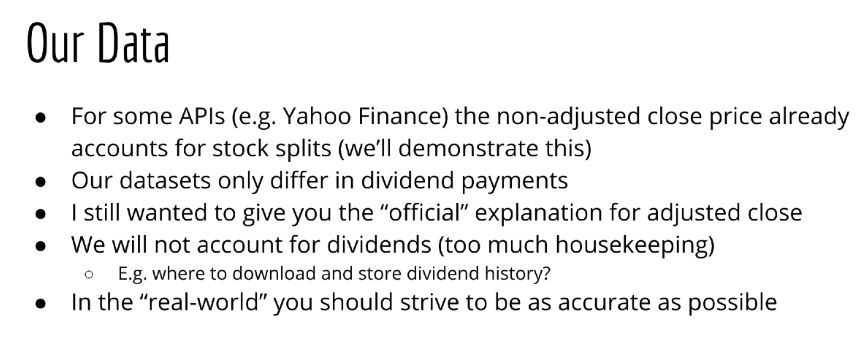 Our Data
● For some APIs (e.g. Yahoo Finance) the non-adjusted close price already
accounts for stock splits (we’ll demonstrate this)
● Our datasets only differ in dividend payments
● I still wanted to give you the “official” explanation for adjusted close
● We will not account for dividends (too much housekeeping)
○ E.g. where to download and store dividend history?
● In the “real-world” you should strive to be as accurate as possible